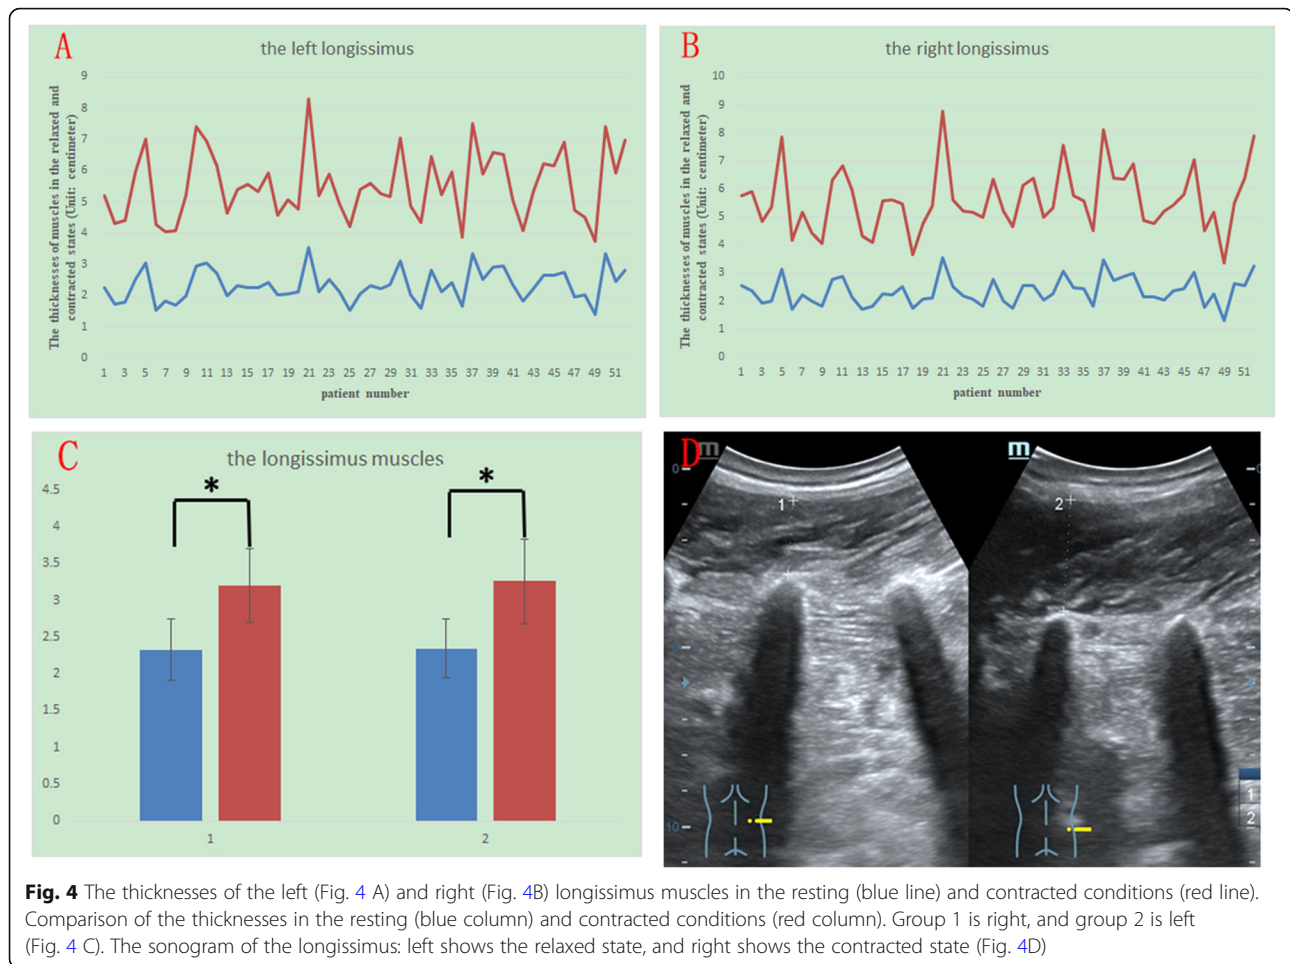 A
the left longissimus
The thicknesses of muscles in the relaxed and
contracted states (Unit: centimeter)
9
8
7
6
5
4
3
2
1
0
1 3 5 7 9 11 13 15 17 19 21 23 25 27 29 31 33 35 37 39 41 43 45 47 49 51
patient number
B
the right longissimus
The thicknesses of muscles in the relaxed and
contracted states (Unit: centimeter)
10
9
8
7
6
5
4
3
2
1
0
1 3 5 7 9 11 13 15 17 19 21 23 25 27 29 31 33 35 37 39 41 43 45 47 49 51
patient number
C
the longissimus muscles
4.5
4
3.5
3
2.5
2
1.5
1
0.5
0
* *
1 2
D
m m
0
1
2
10
1
2
Fig. 4 The thicknesses of the left (Fig. 4 A) and right (Fig. 4B) longissimus muscles in the resting (blue line) and contracted conditions (red line).
Comparison of the thicknesses in the resting (blue column) and contracted conditions (red column). Group 1 is right, and group 2 is left
(Fig. 4 C). The sonogram of the longissimus: left shows the relaxed state, and right shows the contracted state (Fig. 4D)